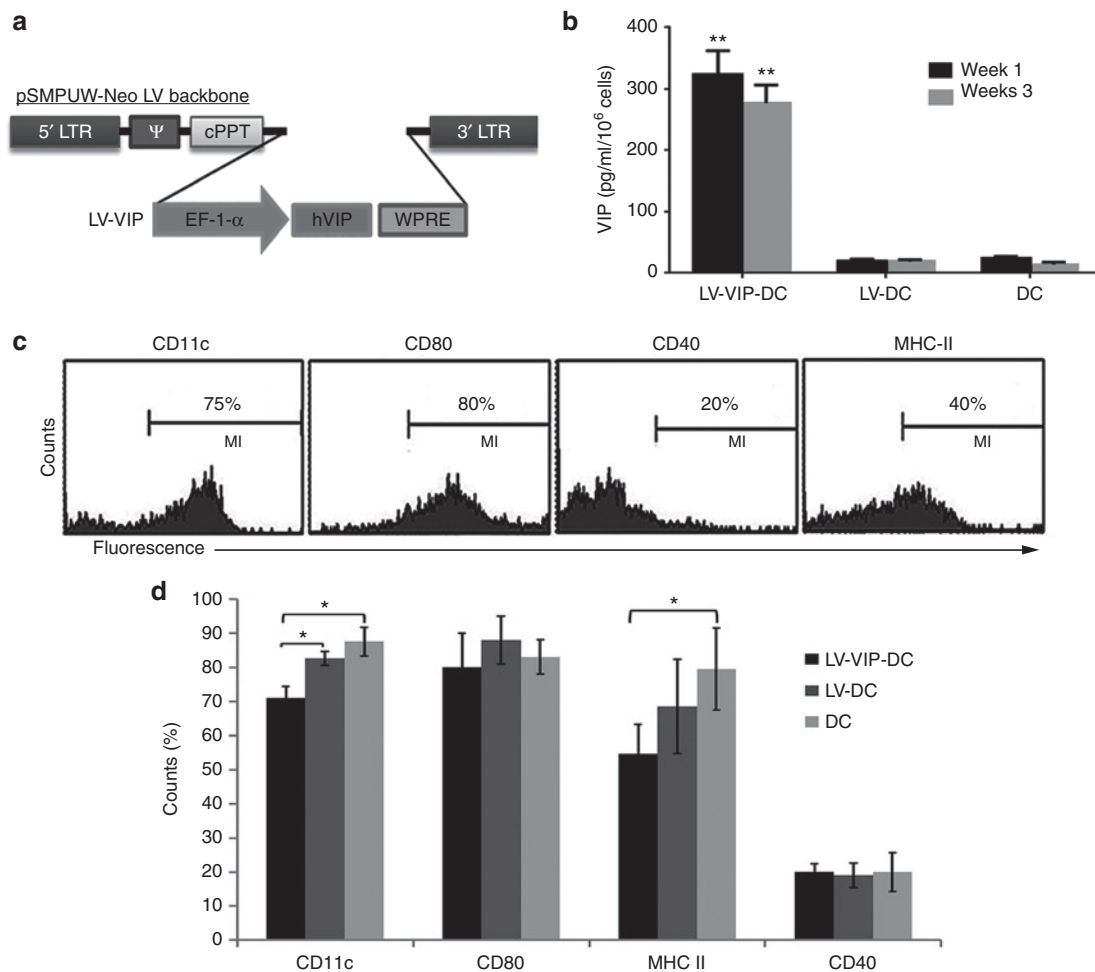 a
pSMPUW-Neo LV backbone
5′ LTR Ψ cPPT 3′ LTR
LV-VIP EF-1-α hVIP WPRE
b
VIP (pg/ml/10⁶ cells)
400
300
200
100
0
** **
Week 1
Weeks 3
LV-VIP-DC LV-DC DC
c
CD11c CD80 CD40 MHC-II
75% 80% 20% 40%
MI MI MI MI
Counts
Fluorescence
d
Counts (%)
100
90
80
70
60
50
40
30
20
10
0
* * *
LV-VIP-DC
LV-DC
DC
CD11c CD80 MHC II CD40